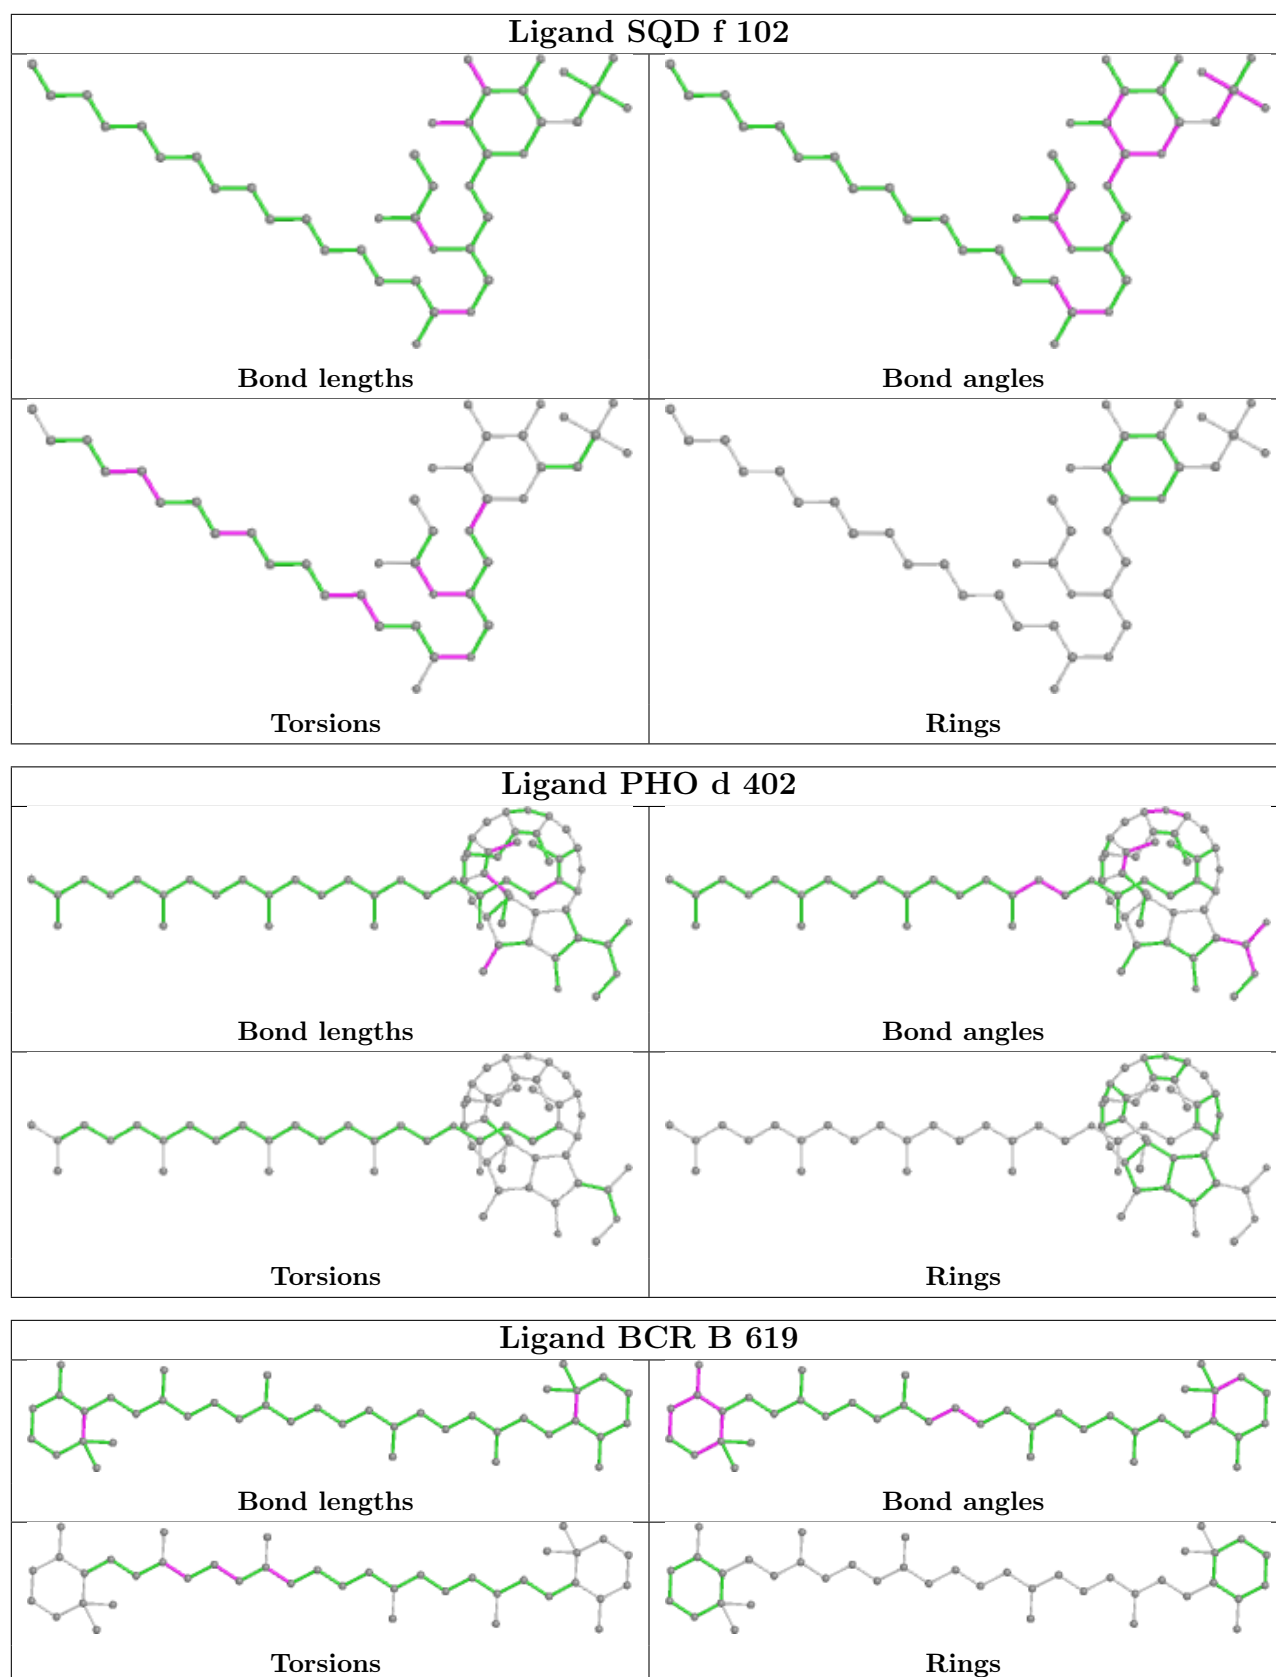 Ligand SQD f 102
Bond lengths
Bond angles
Torsions
Rings
Ligand PHO d 402
Bond lengths
Bond angles
Torsions
Rings
Ligand BCR B 619
Bond lengths
Bond angles
Torsions
Rings